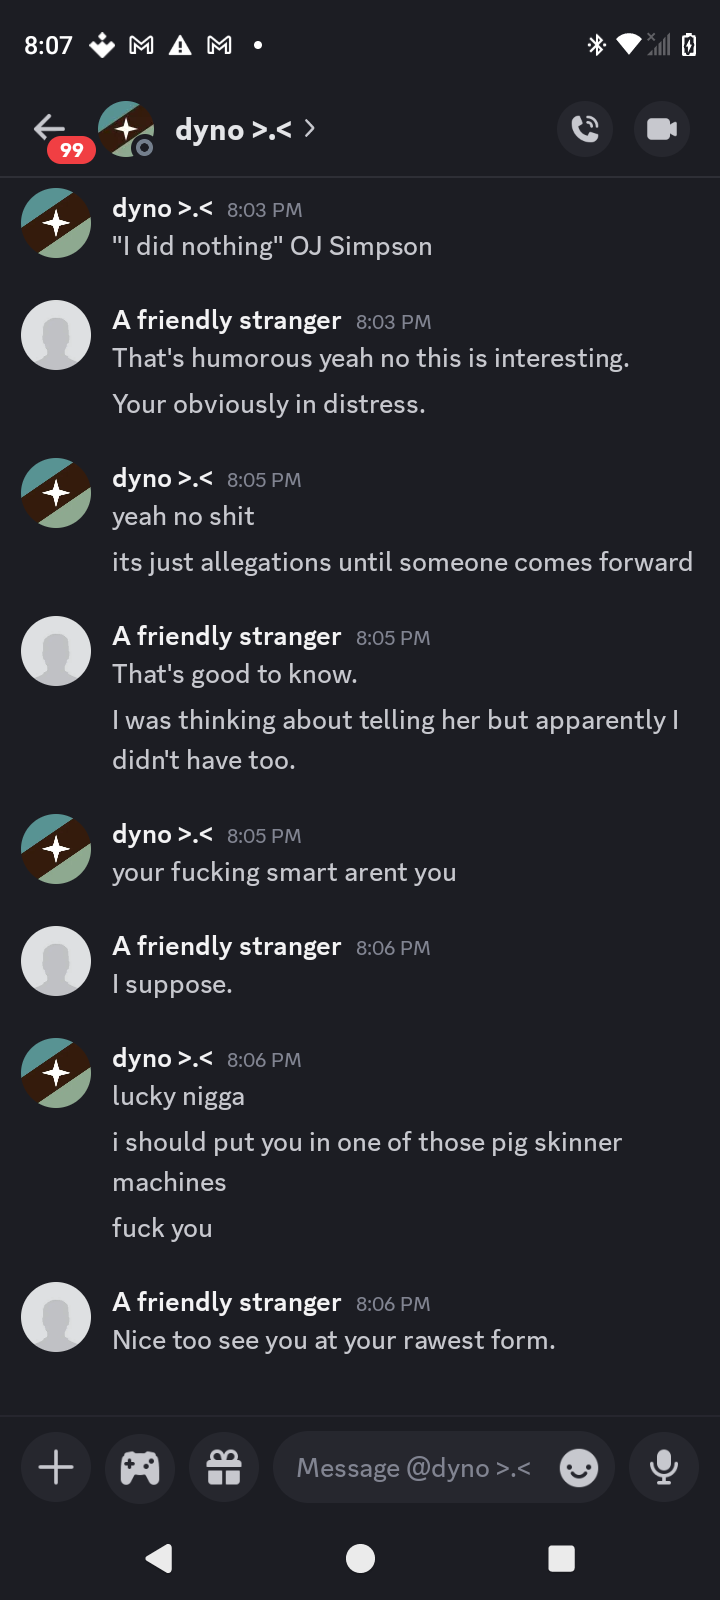 8:07
99
dyno >.<
dyno >.< 8:03 PM
"I did nothing" OJ Simpson
A friendly stranger 8:03 PM
That's humorous yeah no this is interesting.
Your obviously in distress.
dyno >.< 8:05 PM
yeah no shit
its just allegations until someone comes forward
A friendly stranger 8:05 PM
That's good to know.
I was thinking about telling her but apparently I
didn't have too.
dyno >.< 8:05 PM
your fucking smart arent you
A friendly stranger 8:06 PM
I suppose.
dyno >.< 8:06 PM
lucky nigga
i should put you in one of those pig skinner
machines
fuck you
A friendly stranger 8:06 PM
Nice too see you at your rawest form.
Message @dyno >.<